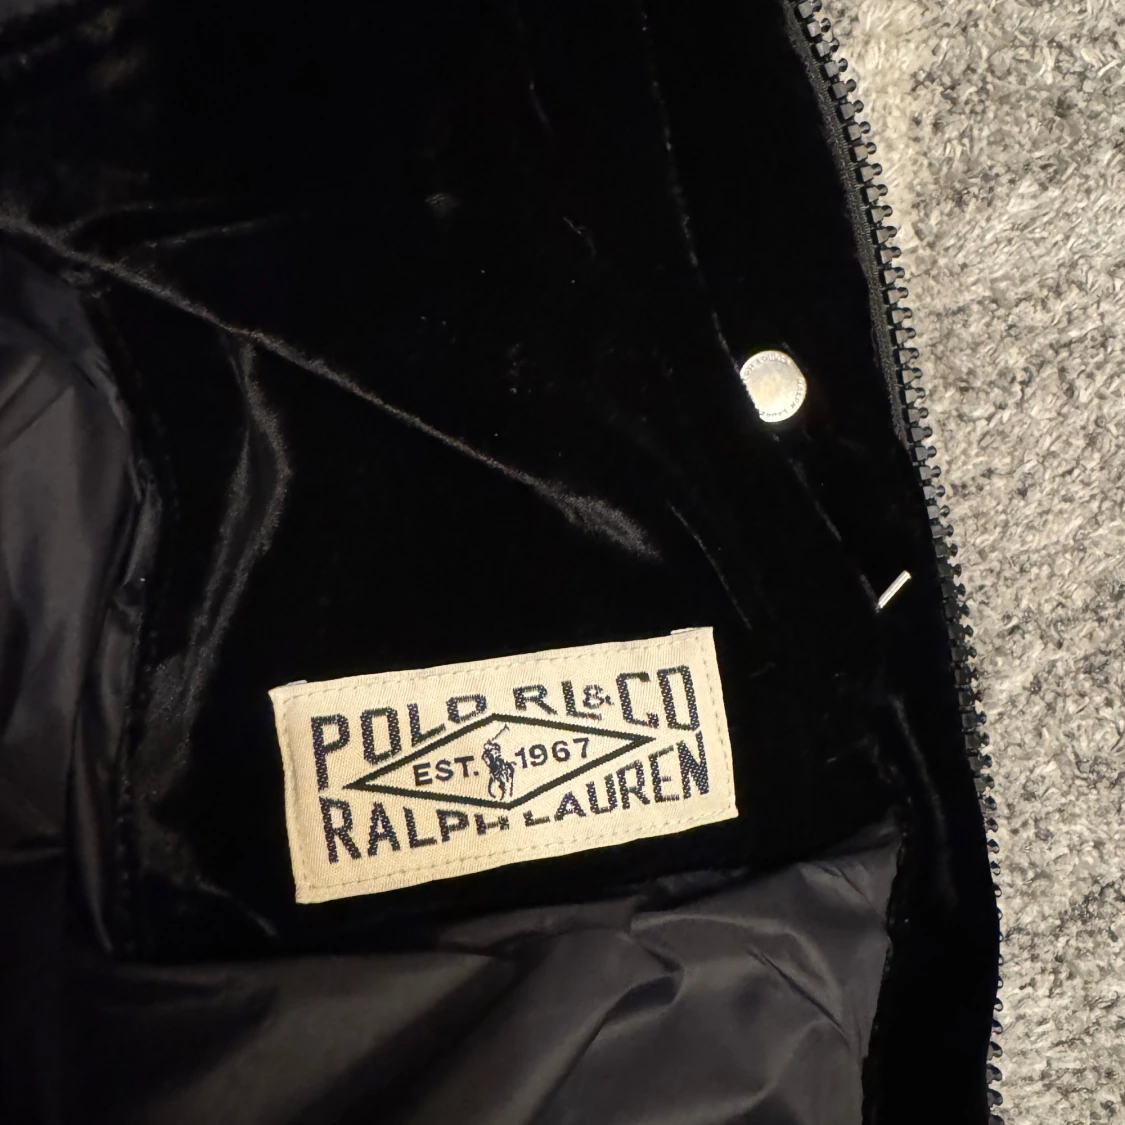 POLO RL&CO
EST. 1967
RALPH LAUREN